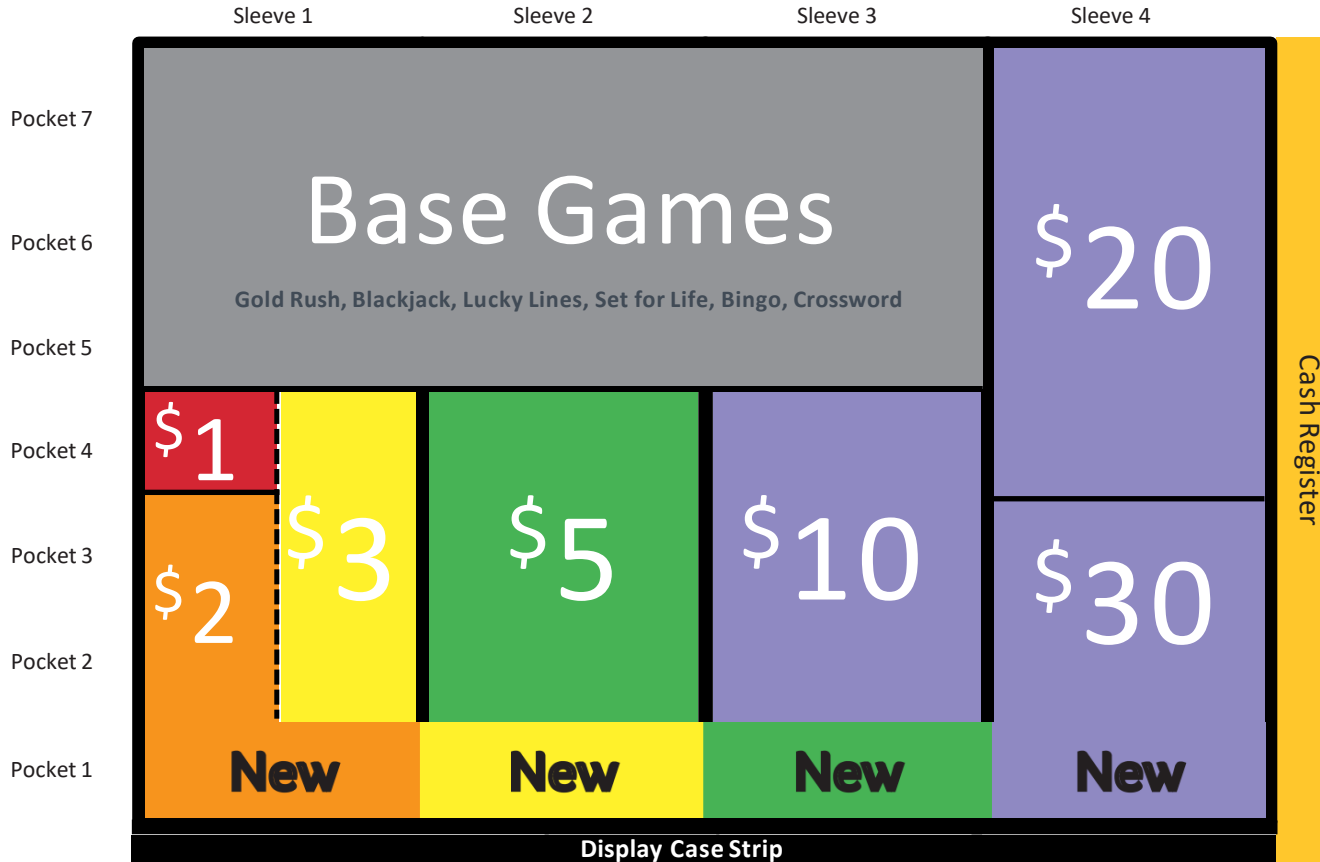 Sleeve 1 Sleeve 2 Sleeve 3 Sleeve 4
Pocket 7
Base Games
Pocket 6
$20
Gold Rush, Blackjack, Lucky Lines, Set for Life, Bingo, Crossword
Pocket 5
Cash Register
Pocket 4
$1
Pocket 3
$3
$5
$10
$2
$30
Pocket 2
Pocket 1
New New New New
Display Case Strip